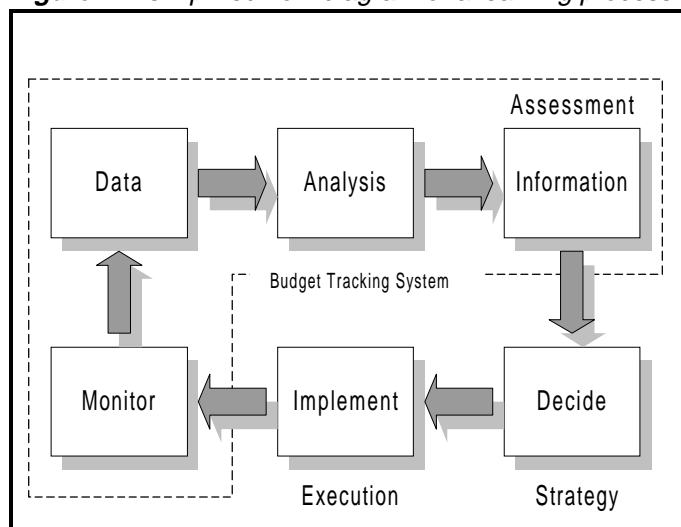 Assessment
Data
Analysis
Information
Budget Tracking System
Monitor
Implement
Decide
Execution
Strategy